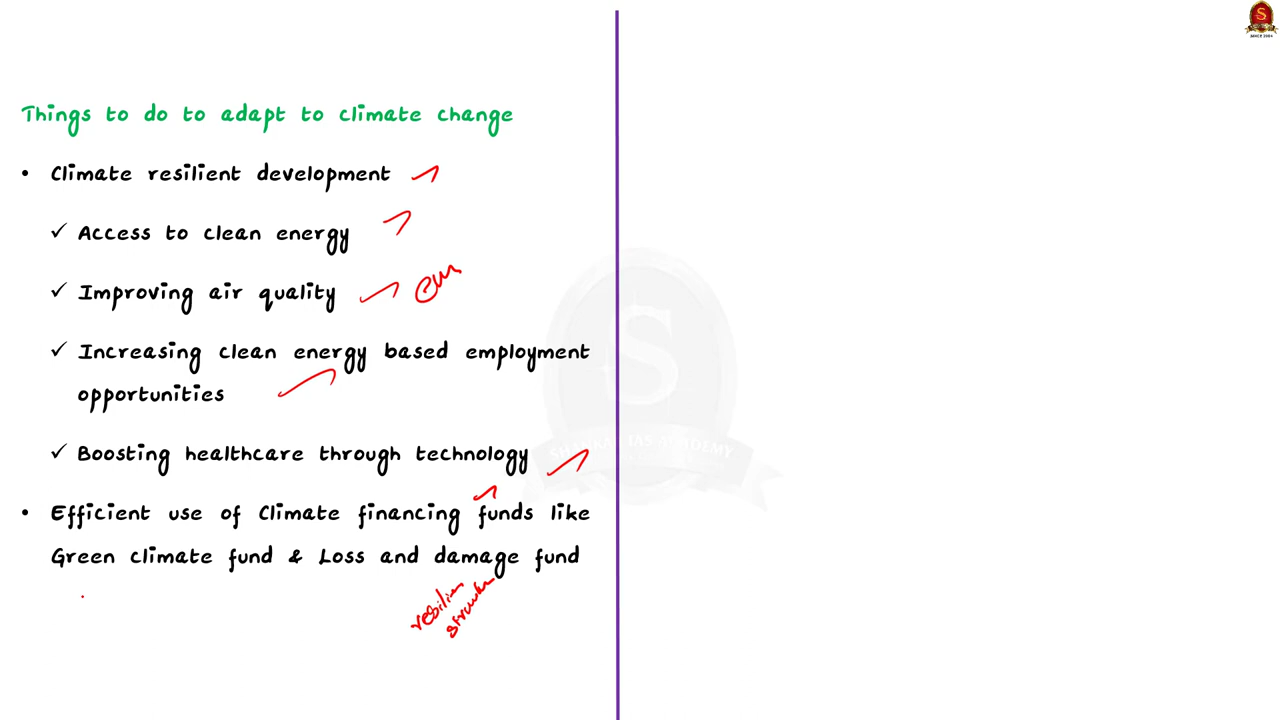 Things to do to adapt to climate change
• Climate resilient development
✓ Access to clean energy
✓ Improving air quality
✓ Increasing clean energy based employment
opportunities
✓ Boosting healthcare through technology
• Efficient use of Climate financing funds like
Green climate fund & Loss and damage fund
SINCE 2004